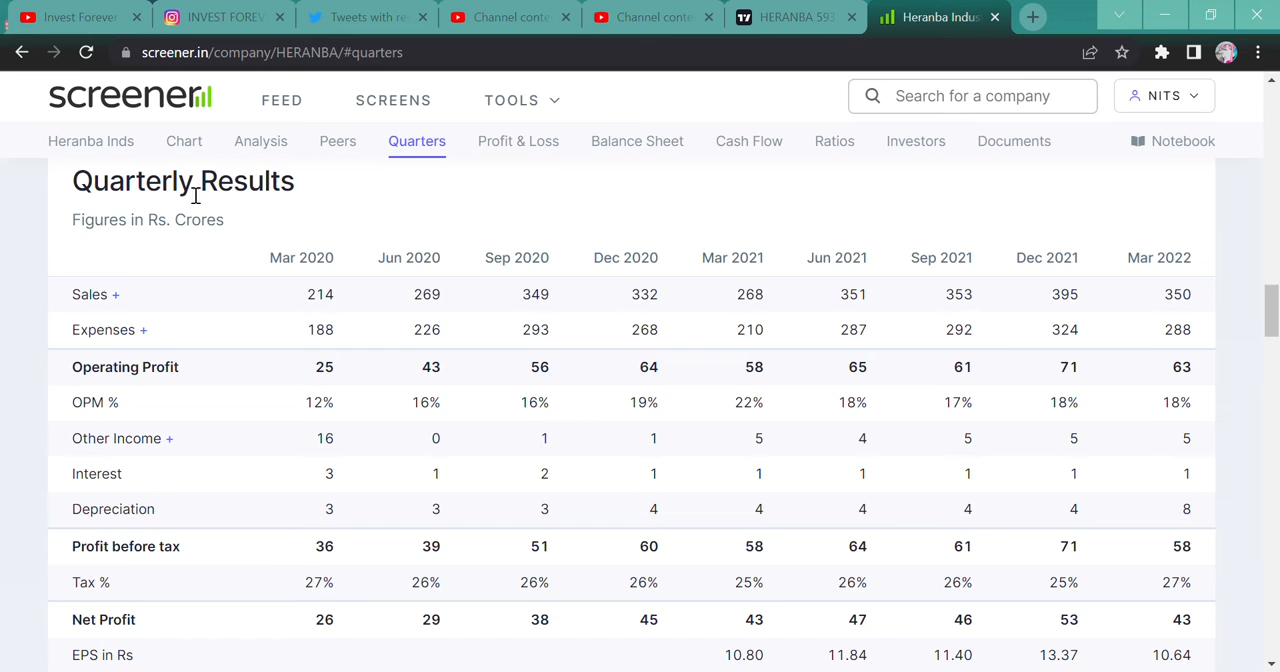 Invest Forever
INVEST FOREV
Tweets with re
Channel conte
Channel conte
HERANBA 593
Heranba Indus
screener.in/company/HERANBA/#quarters
screener FEED SCREENS TOOLS Search for a company NITS
Heranba Inds Chart Analysis Peers Quarters Profit & Loss Balance Sheet Cash Flow Ratios Investors Documents Notebook
Quarterly Results
Figures in Rs. Crores
Mar 2020 Jun 2020 Sep 2020 Dec 2020 Mar 2021 Jun 2021 Sep 2021 Dec 2021 Mar 2022
Sales + 214 269 349 332 268 351 353 395 350
Expenses + 188 226 293 268 210 287 292 324 288
Operating Profit 25 43 56 64 58 65 61 71 63
OPM % 12% 16% 16% 19% 22% 18% 17% 18% 18%
Other Income + 16 0 1 1 5 4 5 5 5
Interest 3 1 2 1 1 1 1 1 1
Depreciation 3 3 3 4 4 4 4 4 8
Profit before tax 36 39 51 60 58 64 61 71 58
Tax % 27% 26% 26% 26% 25% 26% 26% 25% 27%
Net Profit 26 29 38 45 43 47 46 53 43
EPS in Rs 10.80 11.84 11.40 13.37 10.64